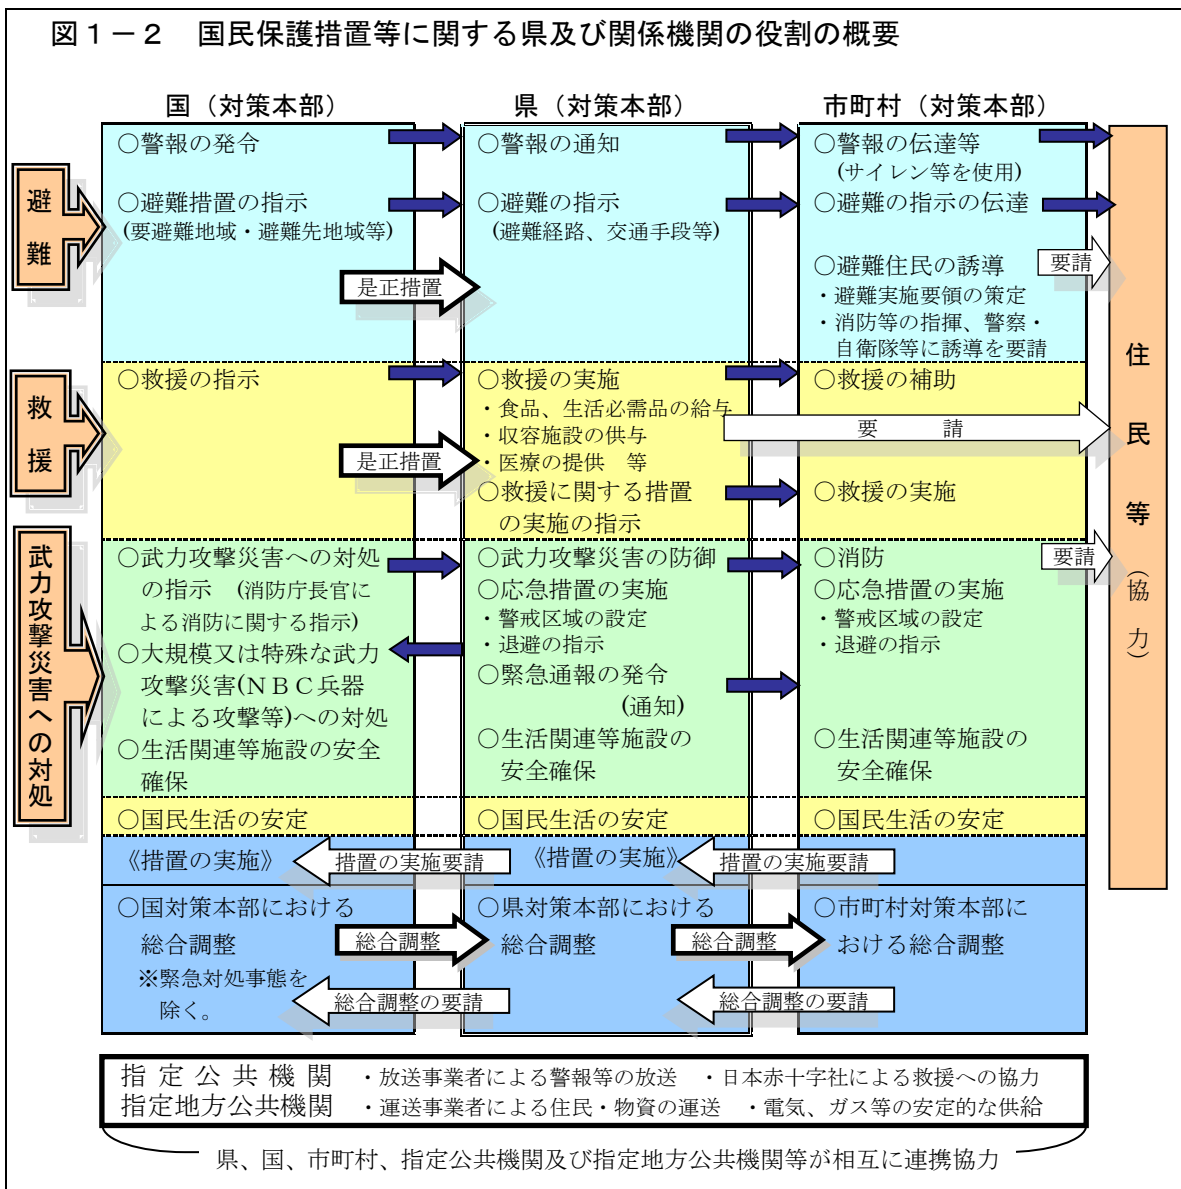 図１－２　国民保護措置等に関する県及び関係機関の役割の概要
国（対策本部）
県（対策本部）
市町村（対策本部）
避難
○警報の発令
○避難措置の指示
(要避難地域・避難先地域等)
是正措置
○警報の通知
○避難の指示
(避難経路、交通手段等)
○警報の伝達等
(サイレン等を使用)
○避難の指示の伝達
○避難住民の誘導
・避難実施要領の策定
・消防等の指揮、警察・
自衛隊等に誘導を要請
要請
救援
○救援の指示
是正措置
○救援の実施
・食品、生活必需品の給与
・収容施設の供与
・医療の提供　等
○救援に関する措置
の実施の指示
○救援の補助
要　　請
○救援の実施
武力攻撃災害への対処
○武力攻撃災害への対処
の指示　(消防庁長官に
よる消防に関する指示)
○大規模又は特殊な武力
攻撃災害(ＮＢＣ兵器
による攻撃等)への対処
○生活関連等施設の安全
確保
○武力攻撃災害の防御
○応急措置の実施
・警戒区域の設定
・退避の指示
○緊急通報の発令
(通知)
○生活関連等施設の
安全確保
○消防
○応急措置の実施
・警戒区域の設定
・退避の指示
○生活関連等施設の
安全確保
要請
住民等（協力）
○国民生活の安定
○国民生活の安定
○国民生活の安定
《措置の実施》
措置の実施要請
《措置の実施》
措置の実施要請
○国対策本部における
総合調整
※緊急対処事態を
除く。
総合調整
総合調整の要請
○県対策本部における
総合調整
総合調整
総合調整の要請
○市町村対策本部に
おける総合調整
指定公共機関　・放送事業者による警報等の放送　・日本赤十字社による救援への協力
指定地方公共機関　・運送事業者による住民・物資の運送　・電気、ガス等の安定的な供給
県、国、市町村、指定公共機関及び指定地方公共機関等が相互に連携協力